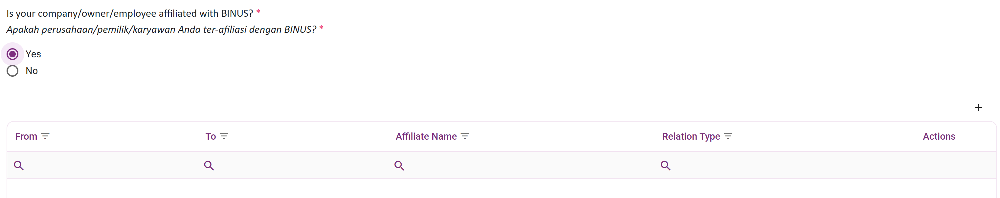 Is your company/owner/employee affiliated with BINUS? *
Apakah perusahaan/pemilik/karyawan Anda ter-afiliasi dengan BINUS? *
Yes
No
+
From To Affiliate Name Relation Type Actions